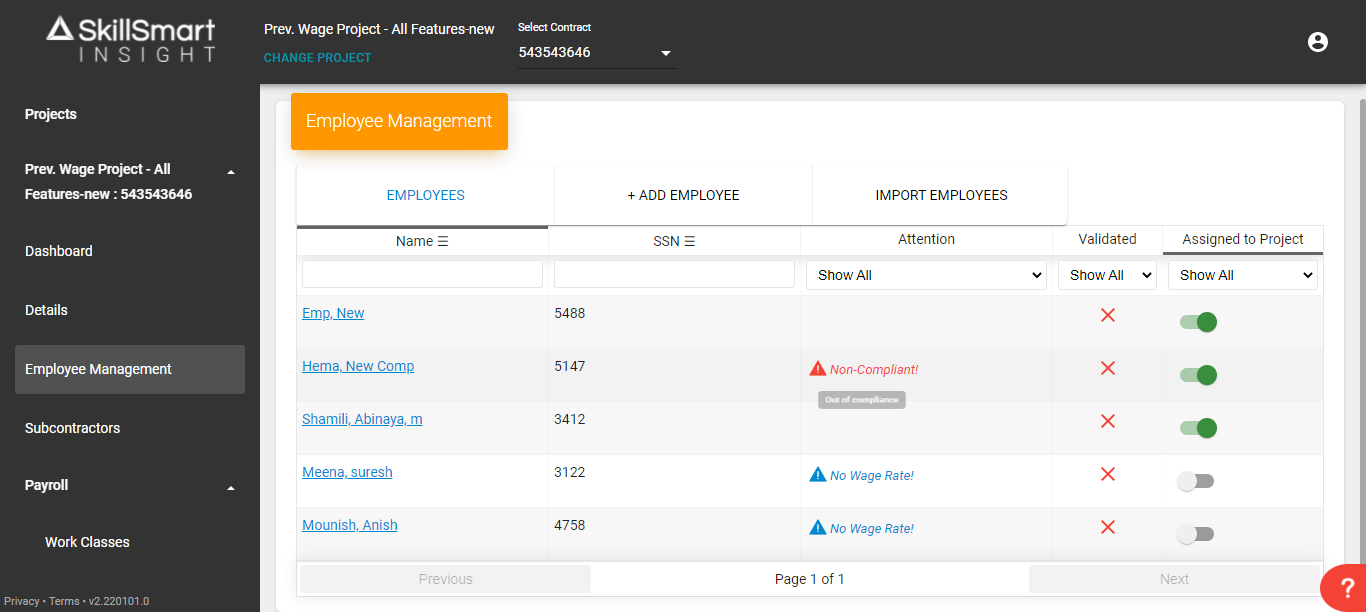 SkillSmart
INSIGHT
Prev. Wage Project - All Features-new
CHANGE PROJECT
Select Contract
543543646
Projects
Prev. Wage Project - All
Features-new : 543543646
Dashboard
Details
Employee Management
Subcontractors
Payroll
Work Classes
Privacy • Terms • v2.220101.0
Employee Management
EMPLOYEES
+ ADD EMPLOYEE
IMPORT EMPLOYEES
Name ☰ SSN ☰ Attention Validated Assigned to Project
Show All Show All Show All
Emp, New 5488
Hema, New Comp 5147 Non-Compliant!
Out of compliance
Shamili, Abinaya, m 3412
Meena, suresh 3122 No Wage Rate!
Mounish, Anish 4758 No Wage Rate!
Previous Page 1 of 1 Next
?